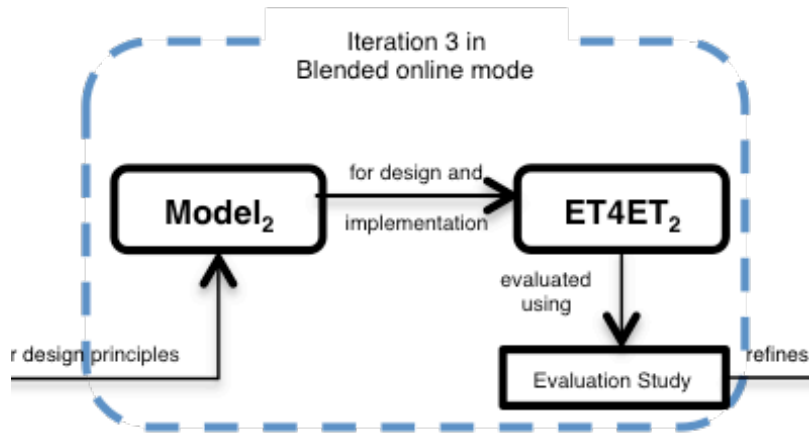 Iteration 3 in
Blended online mode
for design and
Model₂
ET4ET₂
implementation
evaluated
using
r design principles
Evaluation Study
refines